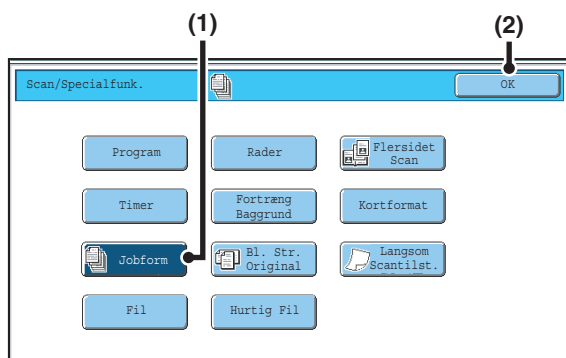 (1)
(2)
Scan/Specialfunk.
OK
Program
Rader
Flersidet
Scan
Timer
Fortræng
Baggrund
Kortformat
Jobform
Bl. Str.
Original
Langsom
Scantilst.
Fil
Hurtig Fil